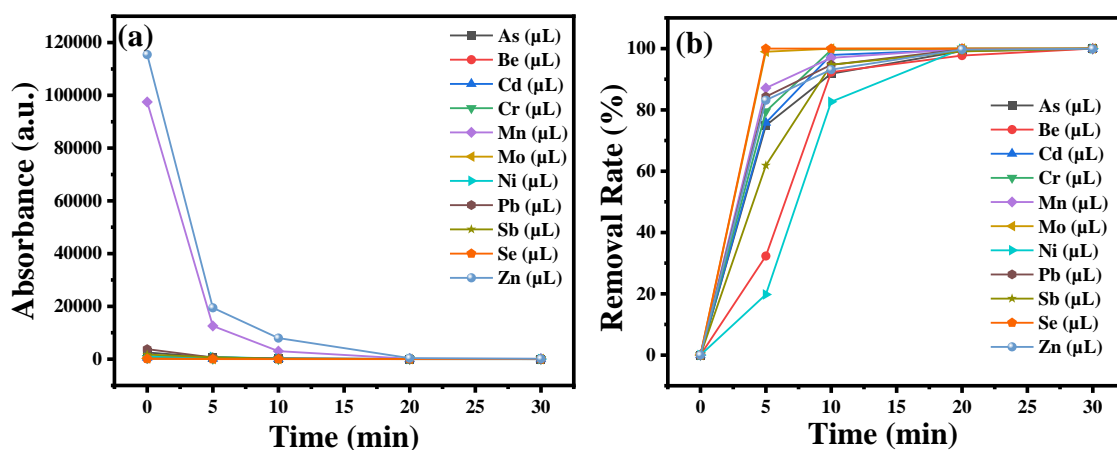 (a)
Absorbance (a.u.)
120000
100000
80000
60000
40000
20000
0
0 5 10 15 20 25 30
Time (min)
As (µL)
Be (µL)
Cd (µL)
Cr (µL)
Mn (µL)
Mo (µL)
Ni (µL)
Pb (µL)
Sb (µL)
Se (µL)
Zn (µL)
(b)
Removal Rate (%)
100
80
60
40
20
0
0 5 10 15 20 25 30
Time (min)
As (µL)
Be (µL)
Cd (µL)
Cr (µL)
Mn (µL)
Mo (µL)
Ni (µL)
Pb (µL)
Sb (µL)
Se (µL)
Zn (µL)